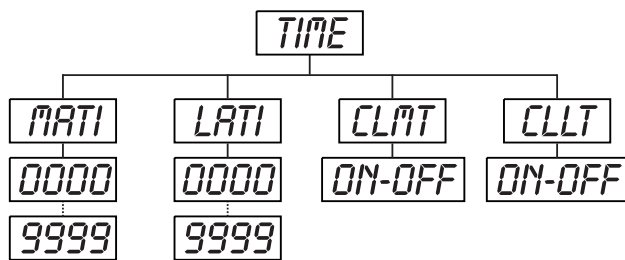 TIME
MATI LATI CLMT CLLT
0000 0000 ON-OFF ON-OFF
9999 9999